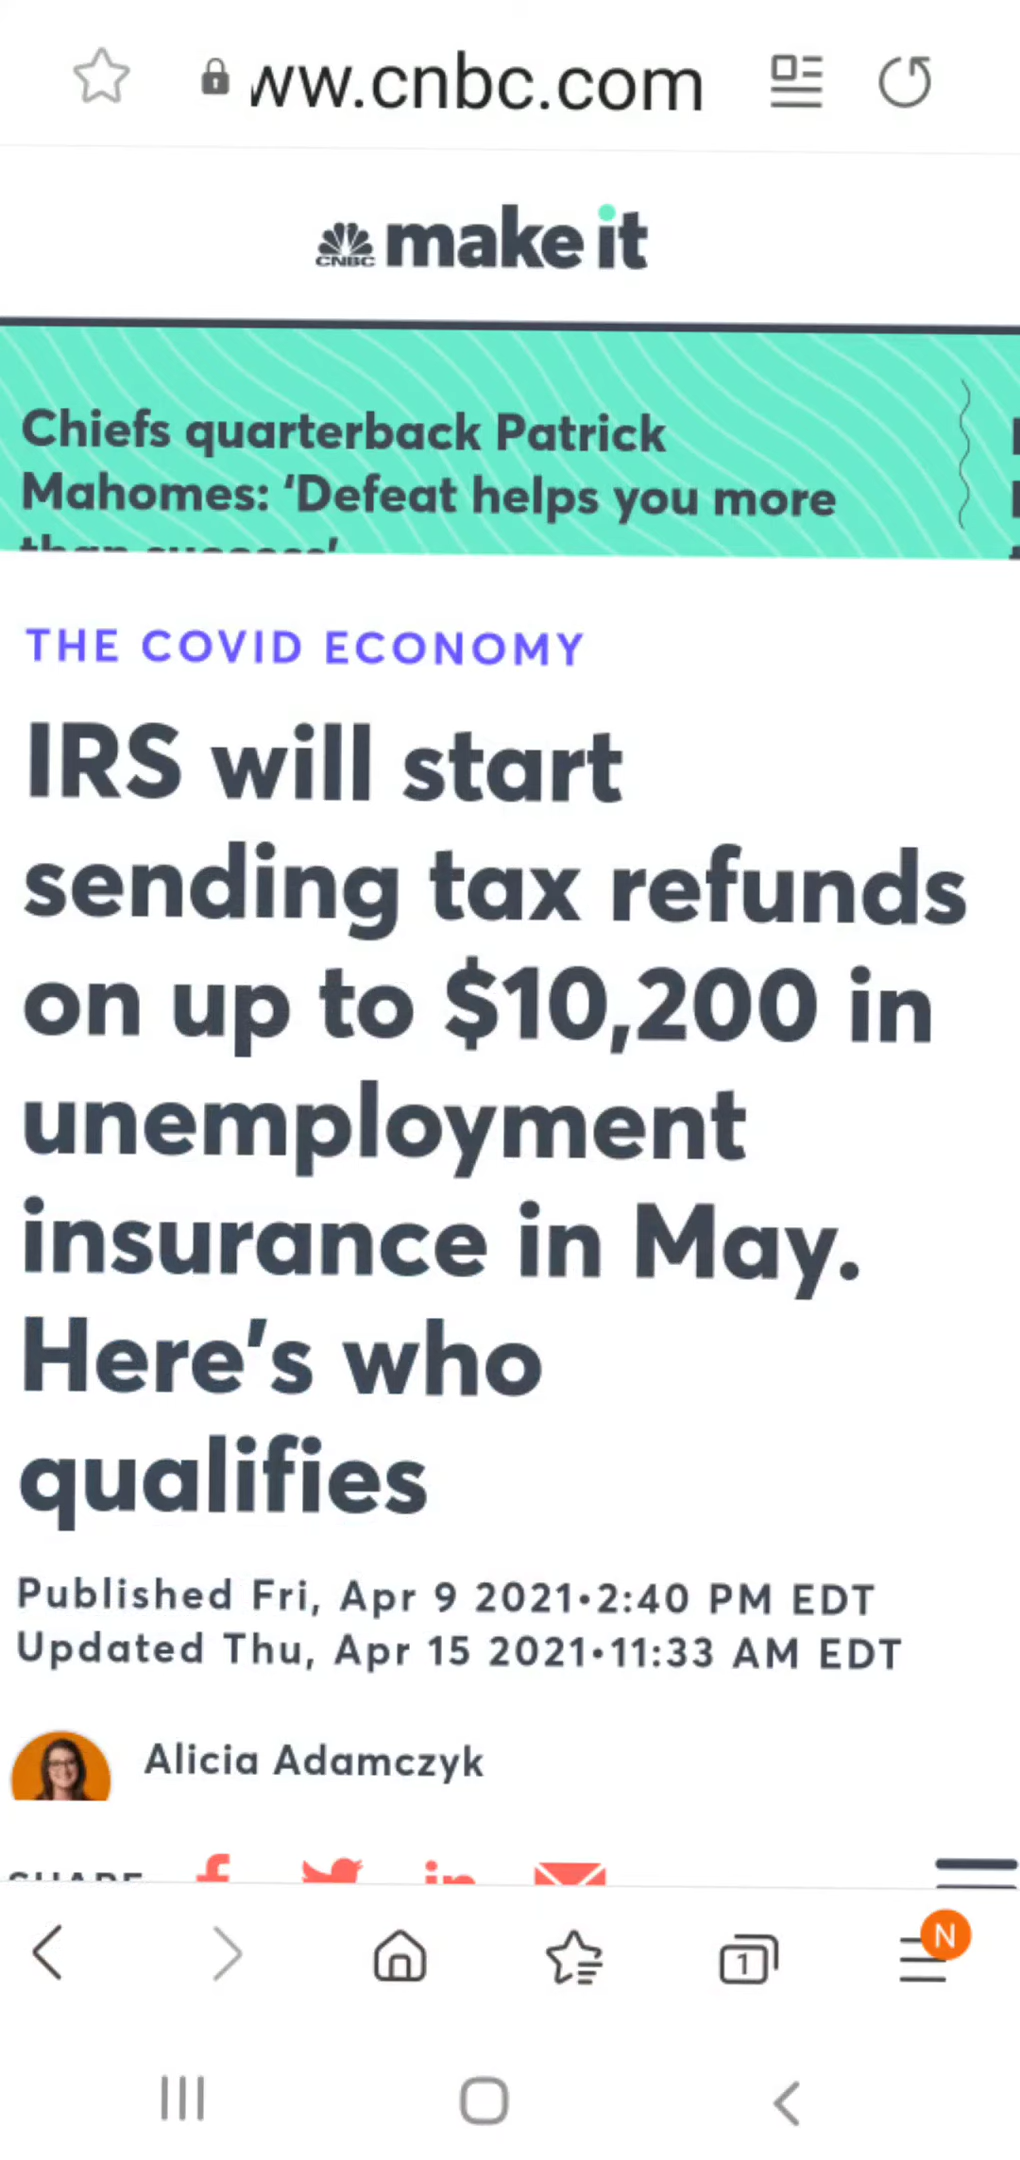 ww.cnbc.com
CNBC make it
Chiefs quarterback Patrick
Mahomes: ‘Defeat helps you more
than success’
THE COVID ECONOMY
IRS will start
sending tax refunds
on up to $10,200 in
unemployment
insurance in May.
Here’s who
qualifies
Published Fri, Apr 9 2021•2:40 PM EDT
Updated Thu, Apr 15 2021•11:33 AM EDT
Alicia Adamczyk
SHARE
1
N